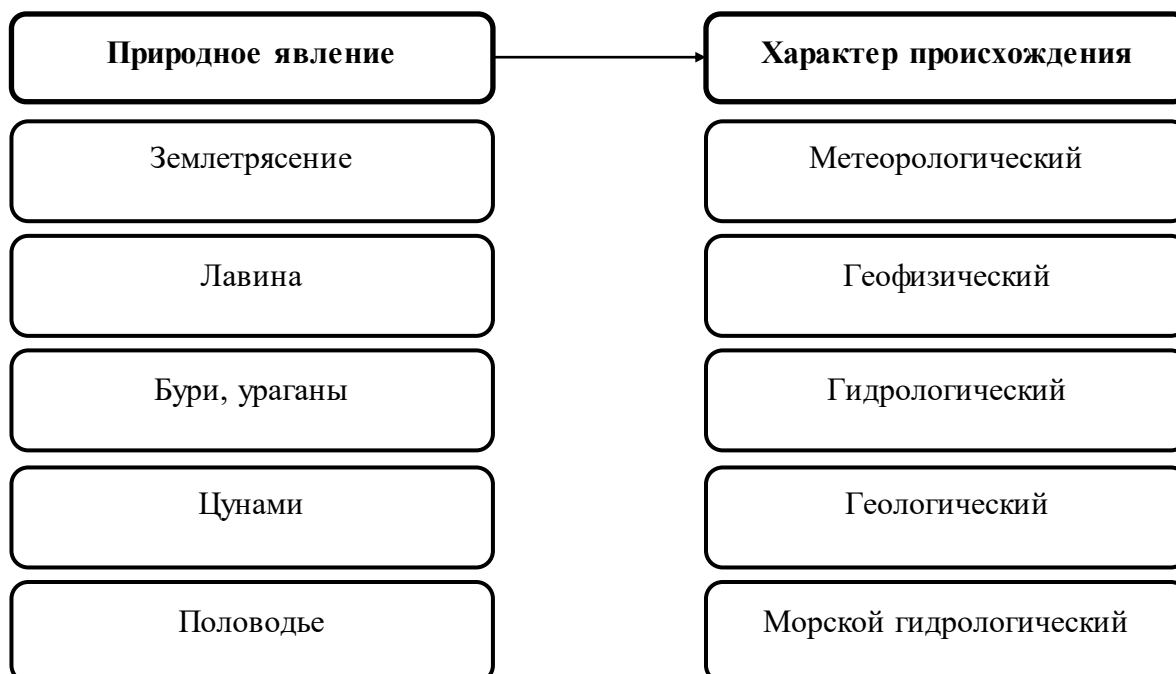 Природное явление
Характер происхождения
Землетрясение
Метеорологический
Лавина
Геофизический
Бури, ураганы
Гидрологический
Цунами
Геологический
Половодье
Морской гидрологический